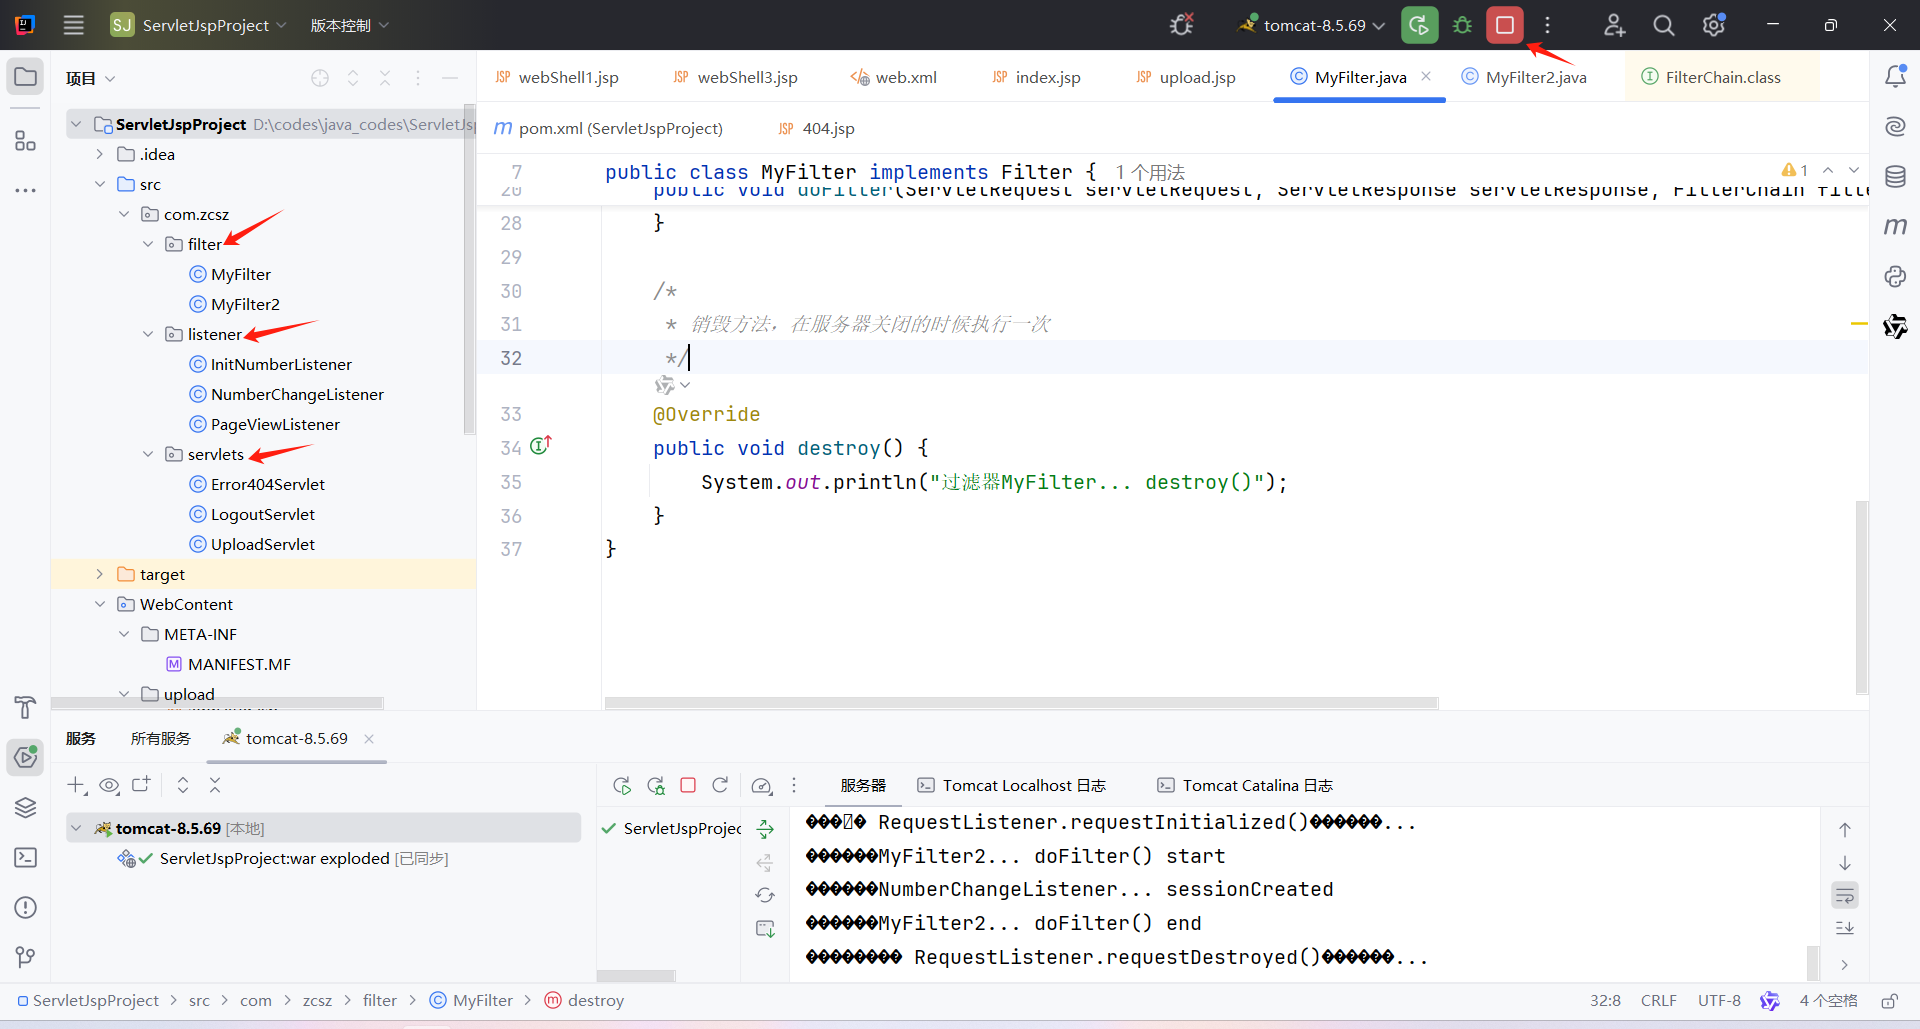 SJ ServletJspProject 版本控制 tomcat-8.5.69
项目
ServletJspProject D:\codes\java_codes\ServletJsp
.idea
src
com.zcsz
filter
MyFilter
MyFilter2
listener
InitNumberListener
NumberChangeListener
PageViewListener
servlets
Error404Servlet
LogoutServlet
UploadServlet
target
WebContent
META-INF
MANIFEST.MF
upload
JSP webShell1.jsp JSP webShell3.jsp web.xml JSP index.jsp JSP upload.jsp MyFilter.java MyFilter2.java FilterChain.class
pom.xml (ServletJspProject) JSP 404.jsp
7 public class MyFilter implements Filter { 1 个用法 1
20 public void doFilter(ServletRequest servletRequest, ServletResponse servletResponse, FilterChain filte
28 }
29
30 /*
31 * 销毁方法，在服务器关闭的时候执行一次
32 */
33 @Override
34 public void destroy() {
35 System.out.println("过滤器MyFilter... destroy()");
36 }
37 }
服务 所有服务 tomcat-8.5.69
tomcat-8.5.69 [本地]
ServletJspProject:war exploded [已同步]
服务器 Tomcat Localhost 日志 Tomcat Catalina 日志
ServletJspProjec
���⍰� RequestListener.requestInitialized()������...
������MyFilter2... doFilter() start
������NumberChangeListener... sessionCreated
������MyFilter2... doFilter() end
�������� RequestListener.requestDestroyed()������...
ServletJspProject > src > com > zcsz > filter > MyFilter > destroy 32:8 CRLF UTF-8 4 个空格